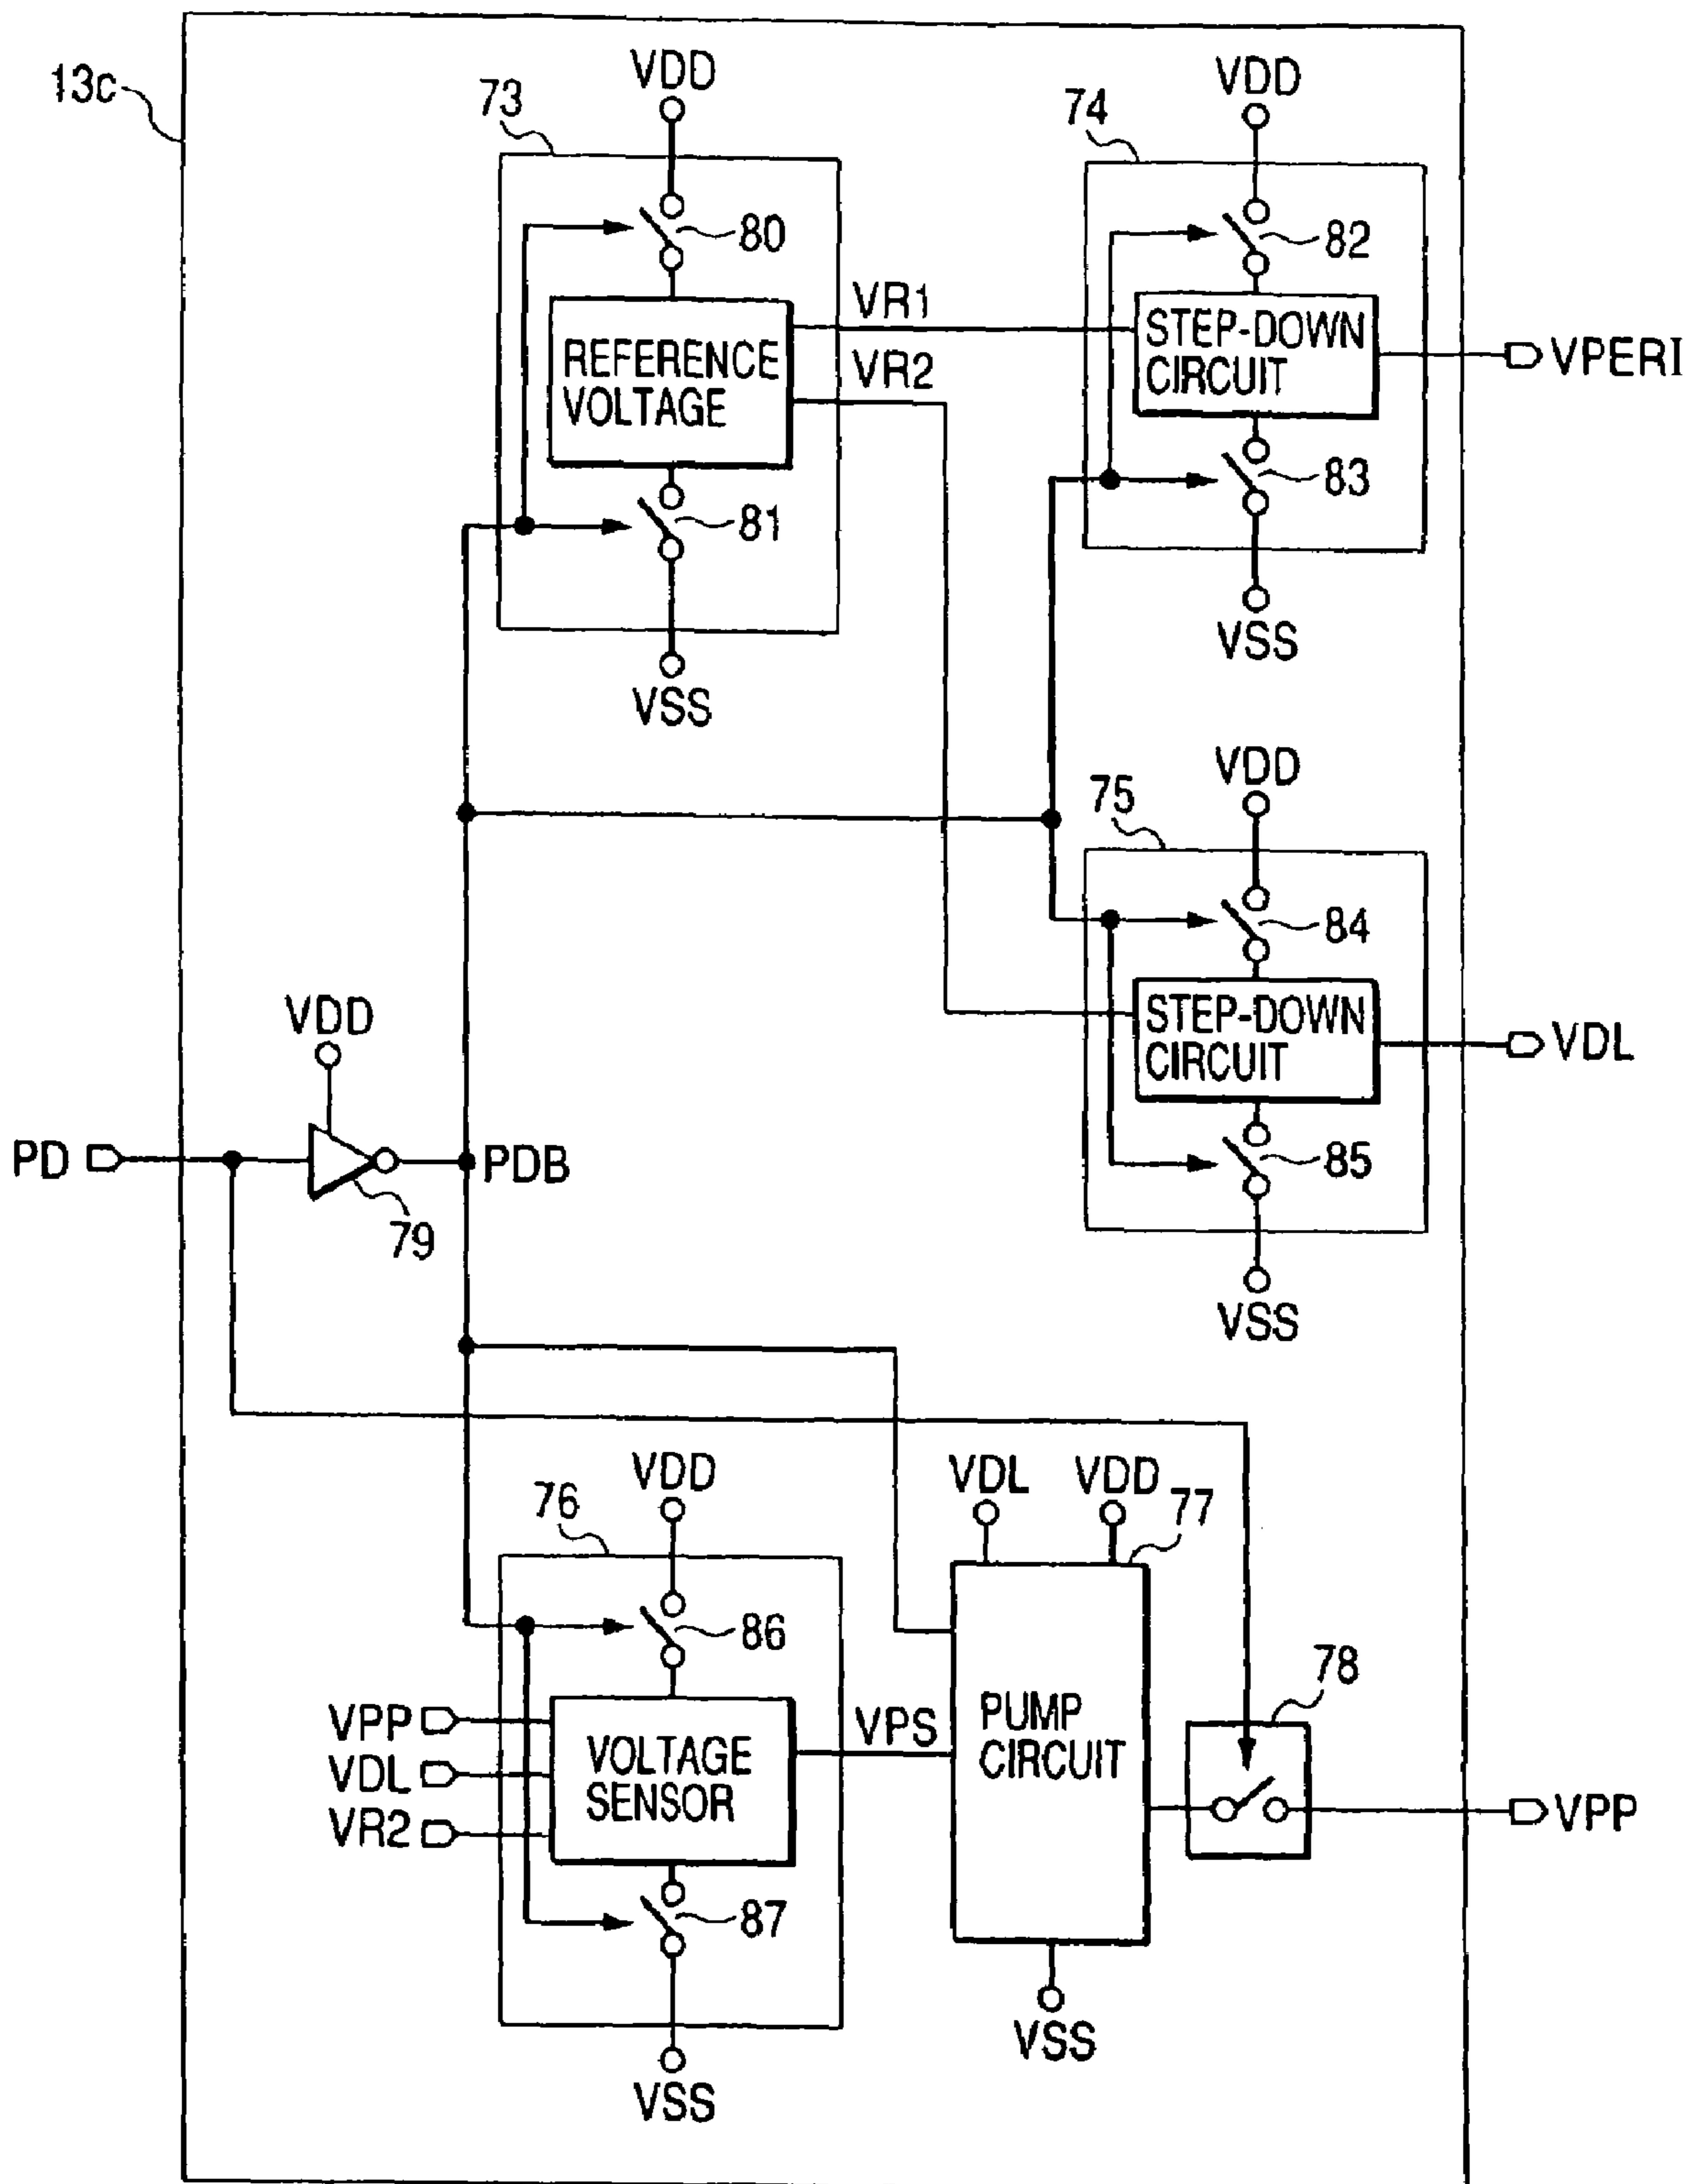 13c
VDD
73
80
REFERENCE
VOLTAGE
81
VSS
VR1
VR2
VDD
74
82
STEP-DOWN
CIRCUIT
83
VSS
VPERI
VDD
75
84
STEP-DOWN
CIRCUIT
85
VSS
VDL
VDD
PD
79
PDB
VDD
76
86
VPP
VDL
VR2
VOLTAGE
SENSOR
87
VSS
VPS
VDL
VDD
77
PUMP
CIRCUIT
VSS
78
VPP